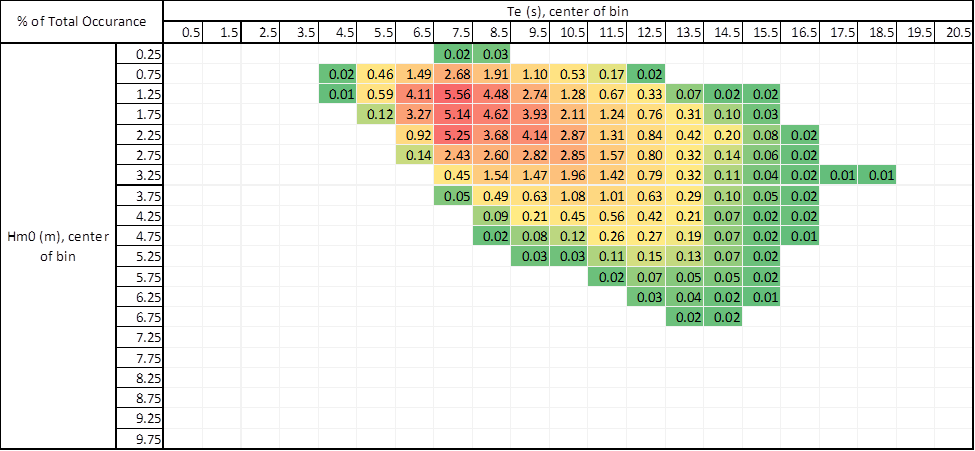 % of Total Occurance
Te (s), center of bin
0.5 1.5 2.5 3.5 4.5 5.5 6.5 7.5 8.5 9.5 10.5 11.5 12.5 13.5 14.5 15.5 16.5 17.5 18.5 19.5 20.5
Hm0 (m), center
of bin
0.25 0.02 0.03
0.75 0.02 0.46 1.49 2.68 1.91 1.10 0.53 0.17 0.02
1.25 0.01 0.59 4.11 5.56 4.48 2.74 1.28 0.67 0.33 0.07 0.02 0.02
1.75 0.12 3.27 5.14 4.62 3.93 2.11 1.24 0.76 0.31 0.10 0.03
2.25 0.92 5.25 3.68 4.14 2.87 1.31 0.84 0.42 0.20 0.08 0.02
2.75 0.14 2.43 2.60 2.82 2.85 1.57 0.80 0.32 0.14 0.06 0.02
3.25 0.45 1.54 1.47 1.96 1.42 0.79 0.32 0.11 0.04 0.02 0.01 0.01
3.75 0.05 0.49 0.63 1.08 1.01 0.63 0.29 0.10 0.05 0.02
4.25 0.09 0.21 0.45 0.56 0.42 0.21 0.07 0.02 0.02
4.75 0.02 0.08 0.12 0.26 0.27 0.19 0.07 0.02 0.01
5.25 0.03 0.03 0.11 0.15 0.13 0.07 0.02
5.75 0.02 0.07 0.05 0.05 0.02
6.25 0.03 0.04 0.02 0.01
6.75 0.02 0.02
7.25
7.75
8.25
8.75
9.25
9.75